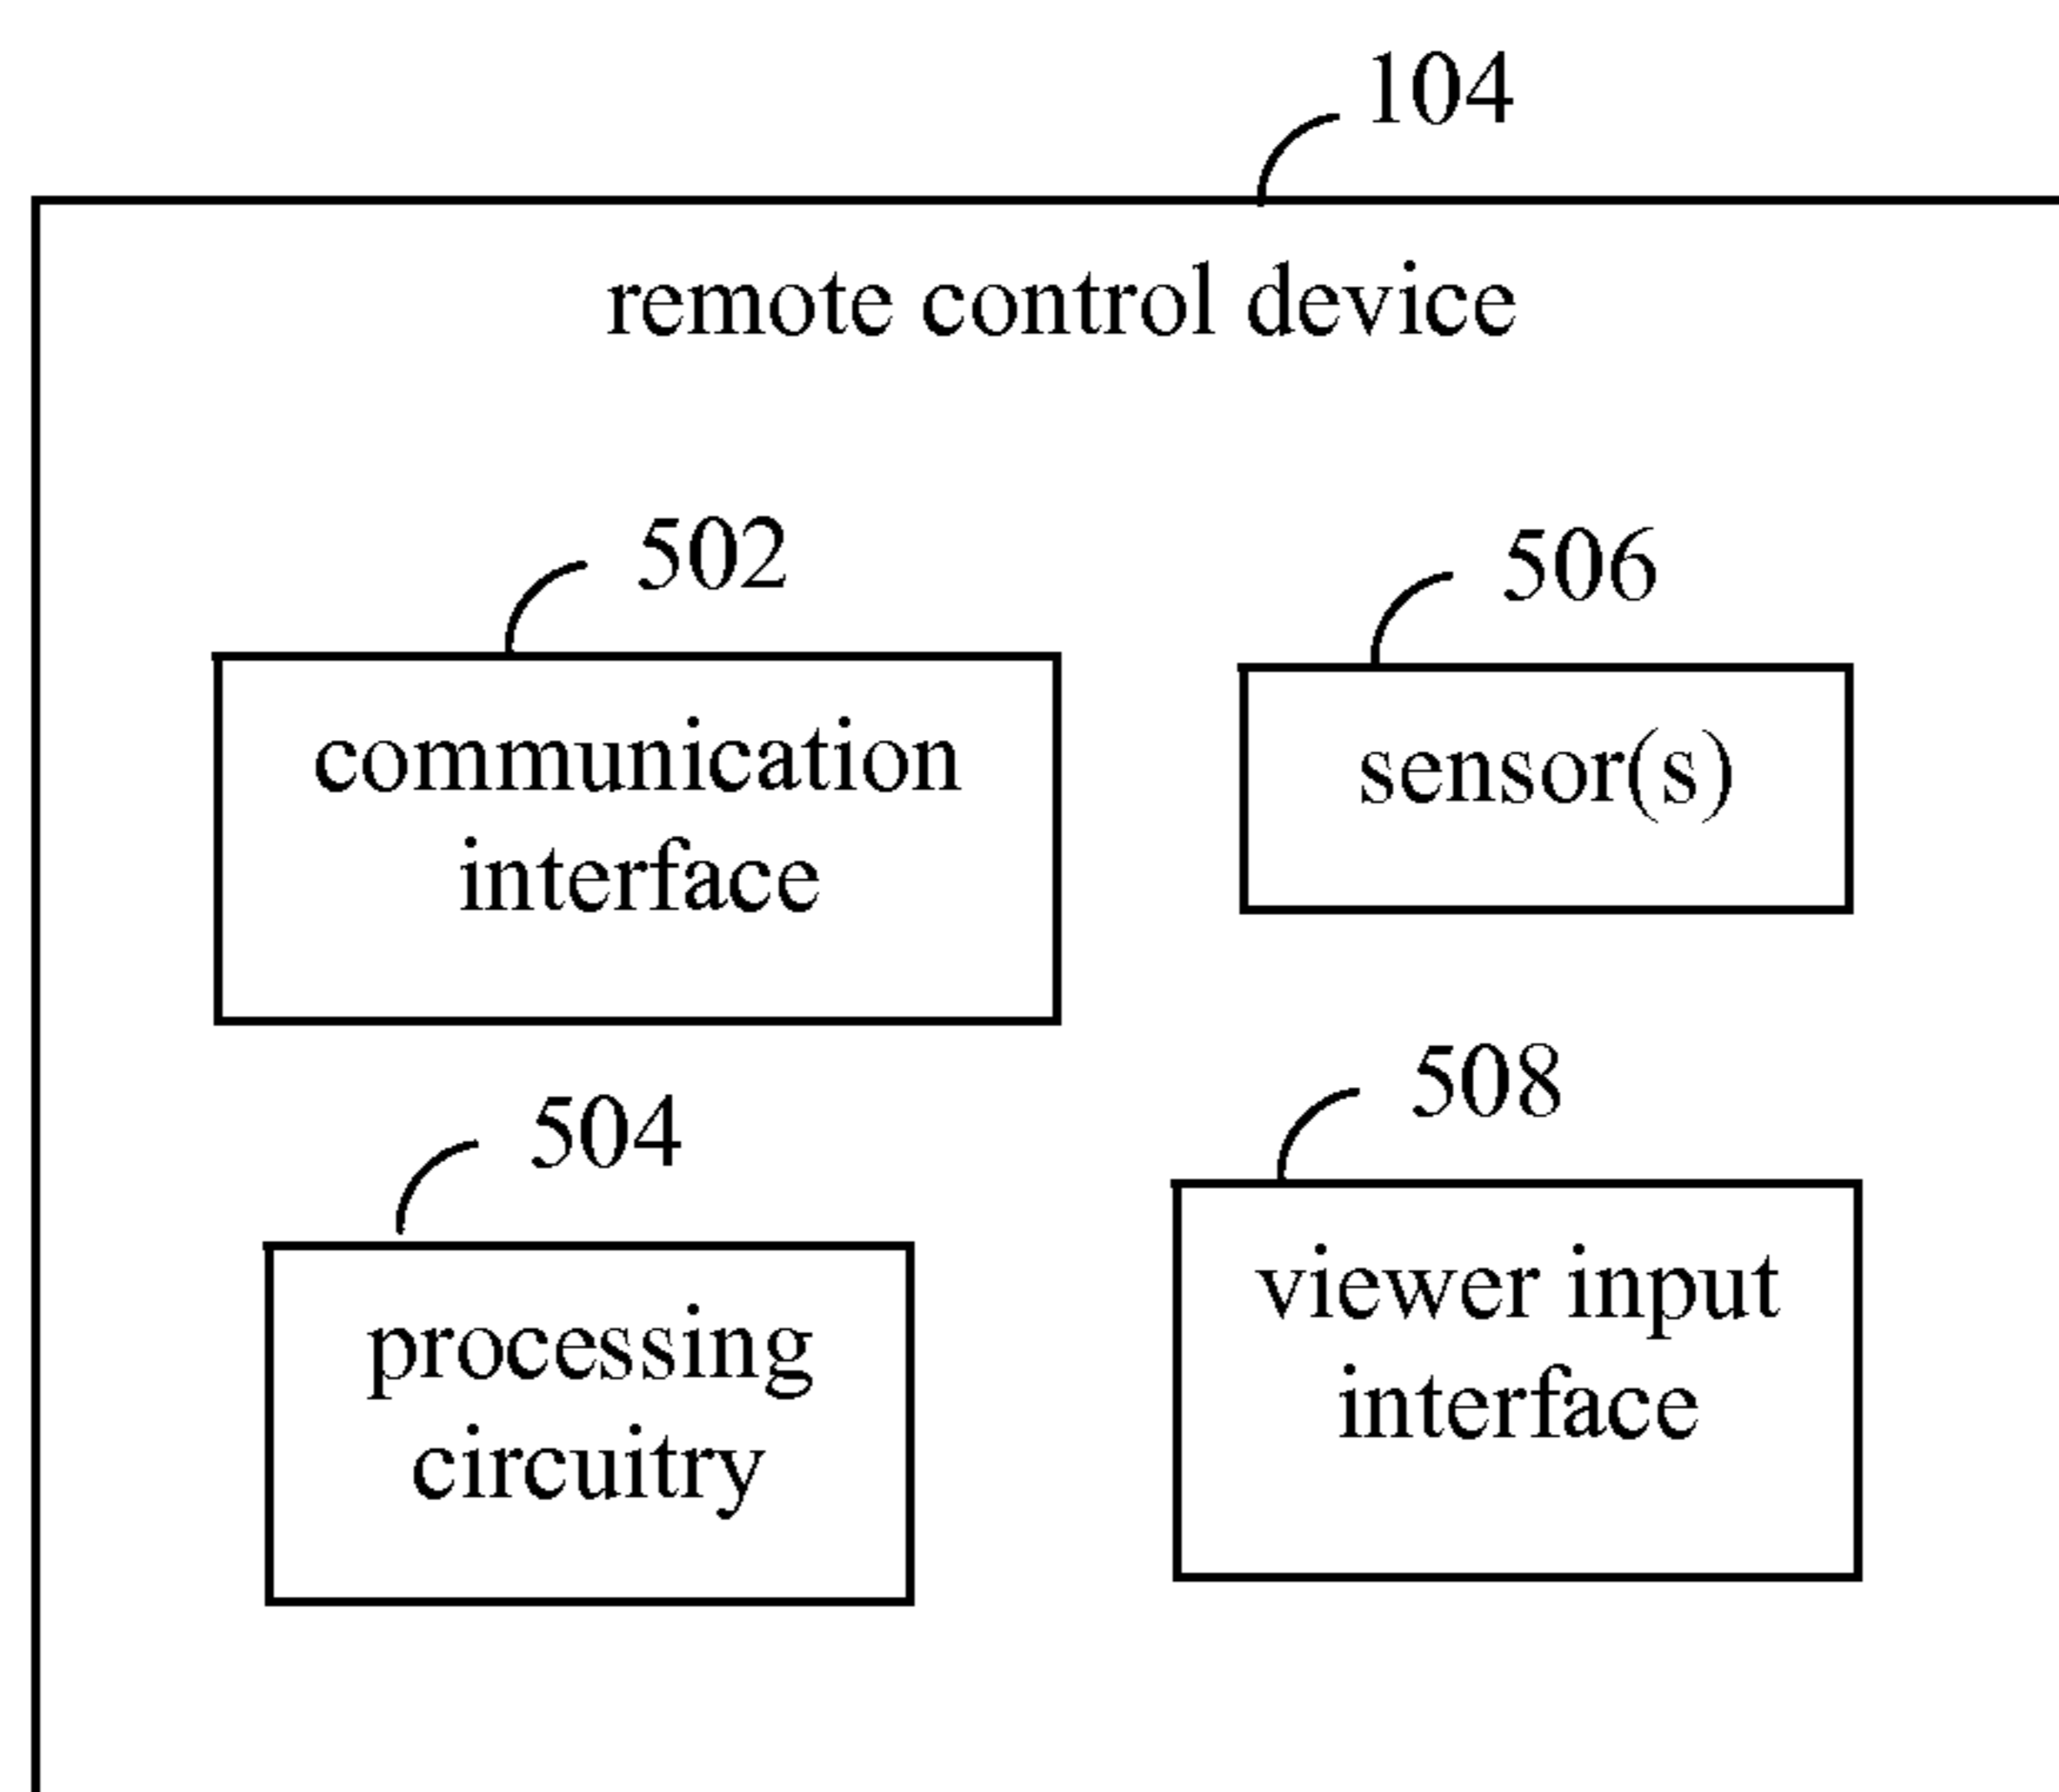 104
remote control device
502
communication
interface
506
sensor(s)
504
processing
circuitry
508
viewer input
interface